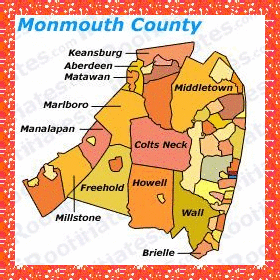 Monmouth County
Keansburg
Aberdeen
Matawan
Middletown
Marlboro
Manalapan
Colts Neck
Freehold
Howell
Millstone
Wall
Brielle